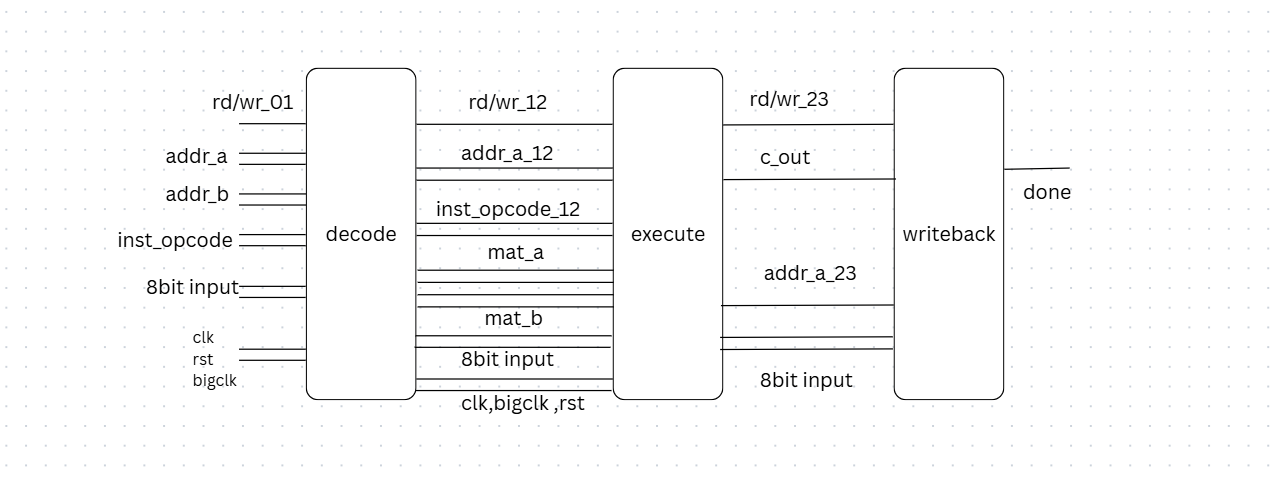 rd/wr_01
addr_a
addr_b
inst_opcode
8bit input
clk
rst
bigclk
decode
rd/wr_12
addr_a_12
inst_opcode_12
mat_a
mat_b
8bit input
clk,bigclk ,rst
execute
rd/wr_23
c_out
addr_a_23
8bit input
writeback
done